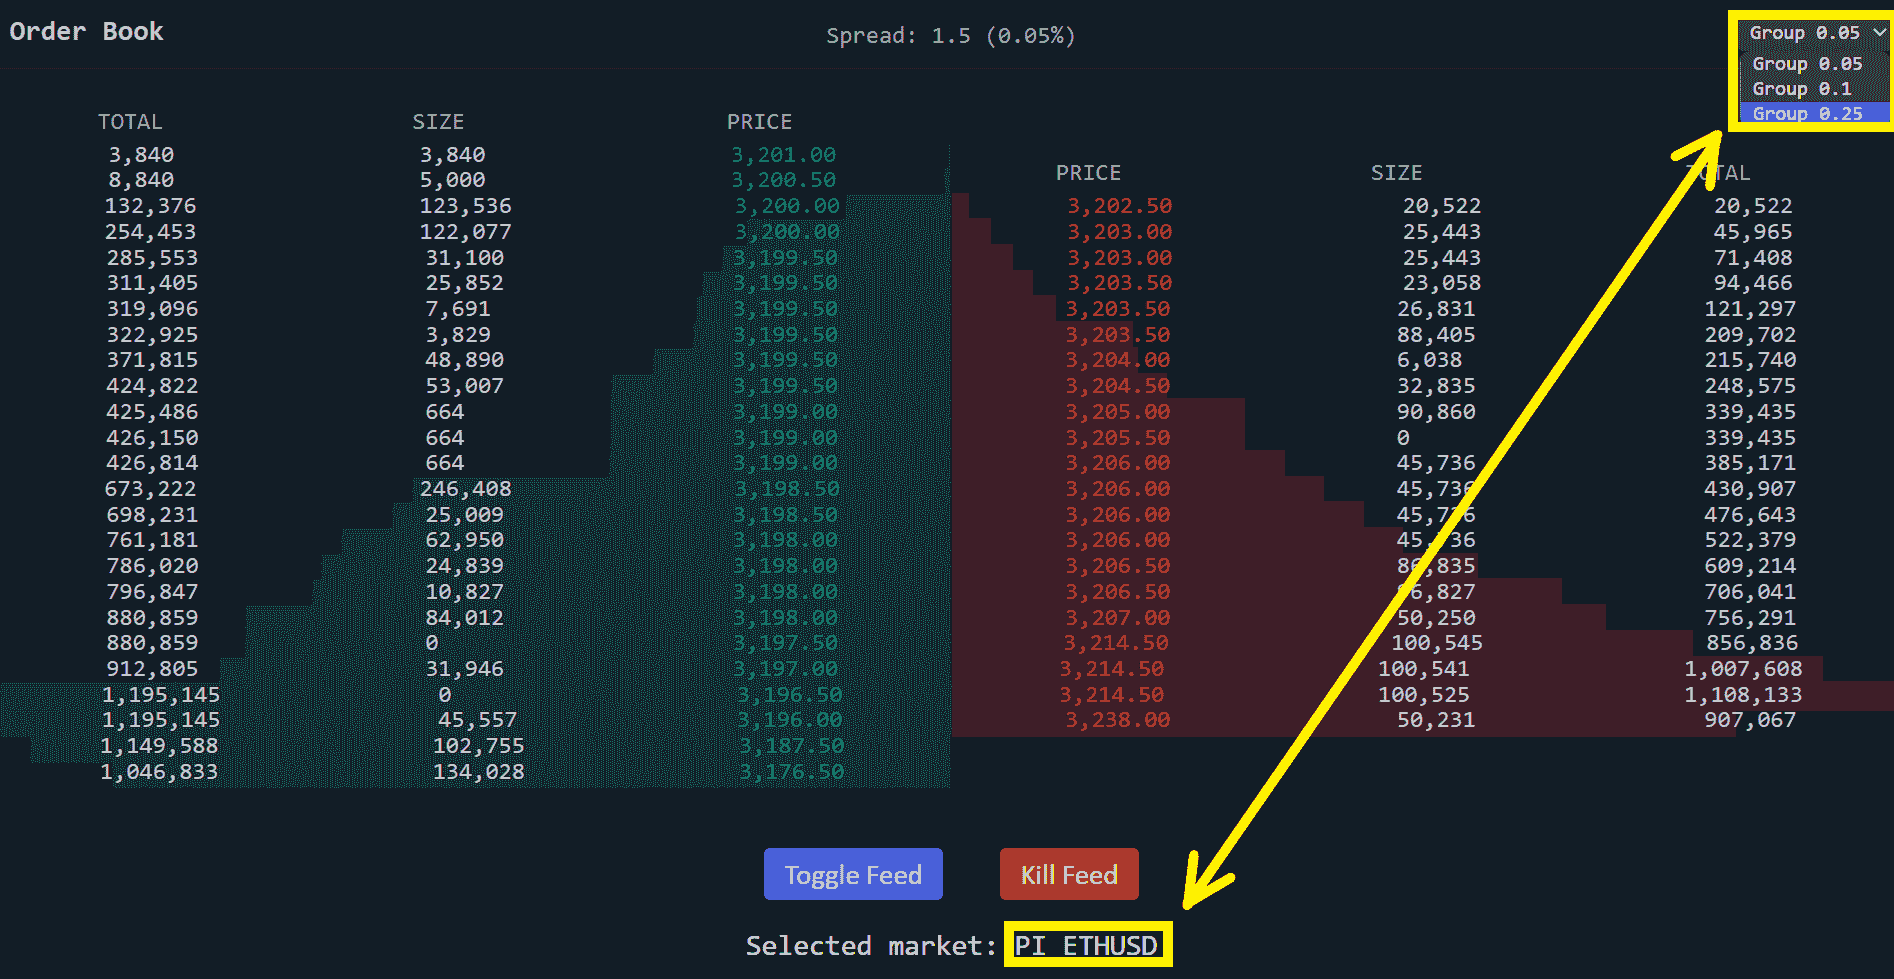 Order Book
Spread: 1.5 (0.05%)
Group 0.05
Group 0.05
Group 0.1
Group 0.25
TOTAL SIZE PRICE
3,840 3,840 3,201.00
8,840 5,000 3,200.50
132,376 123,536 3,200.00
254,453 122,077 3,200.00
285,553 31,100 3,199.50
311,405 25,852 3,199.50
319,096 7,691 3,199.50
322,925 3,829 3,199.50
371,815 48,890 3,199.50
424,822 53,007 3,199.50
425,486 664 3,199.00
426,150 664 3,199.00
426,814 664 3,199.00
673,222 246,408 3,198.50
698,231 25,009 3,198.50
761,181 62,950 3,198.00
786,020 24,839 3,198.00
796,847 10,827 3,198.00
880,859 84,012 3,198.00
880,859 0 3,197.50
912,805 31,946 3,197.00
1,195,145 0 3,196.50
1,195,145 45,557 3,196.00
1,149,588 102,755 3,187.50
1,046,833 134,028 3,176.50
PRICE SIZE TOTAL
3,202.50 20,522 20,522
3,203.00 25,443 45,965
3,203.00 25,443 71,408
3,203.50 23,058 94,466
3,203.50 26,831 121,297
3,203.50 88,405 209,702
3,204.00 6,038 215,740
3,204.50 32,835 248,575
3,205.00 90,860 339,435
3,205.50 0 339,435
3,206.00 45,736 385,171
3,206.00 45,736 430,907
3,206.00 45,736 476,643
3,206.00 45,736 522,379
3,206.50 86,835 609,214
3,206.50 96,827 706,041
3,207.00 50,250 756,291
3,214.50 100,545 856,836
3,214.50 100,541 1,007,608
3,214.50 100,525 1,108,133
3,238.00 50,231 907,067
Toggle Feed
Kill Feed
Selected market: PI_ETHUSD